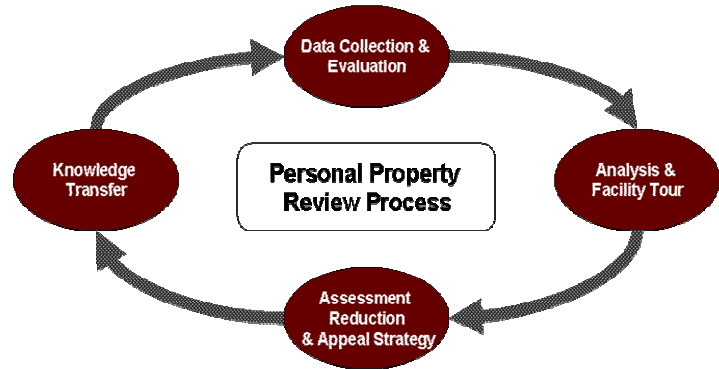 Data Collection &
Evaluation
Knowledge
Transfer
Personal Property
Review Process
Analysis &
Facility Tour
Assessment
Reduction
& Appeal Strategy